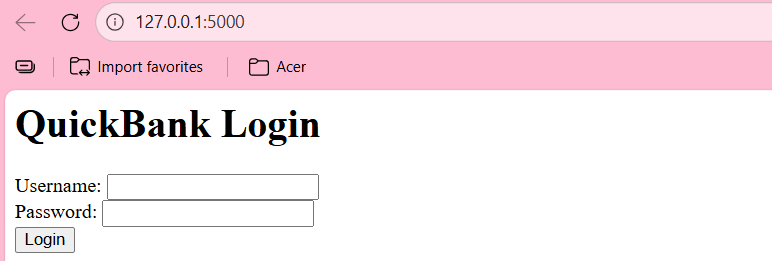 127.0.0.1:5000
Import favorites Acer
QuickBank Login
Username:
Password:
Login